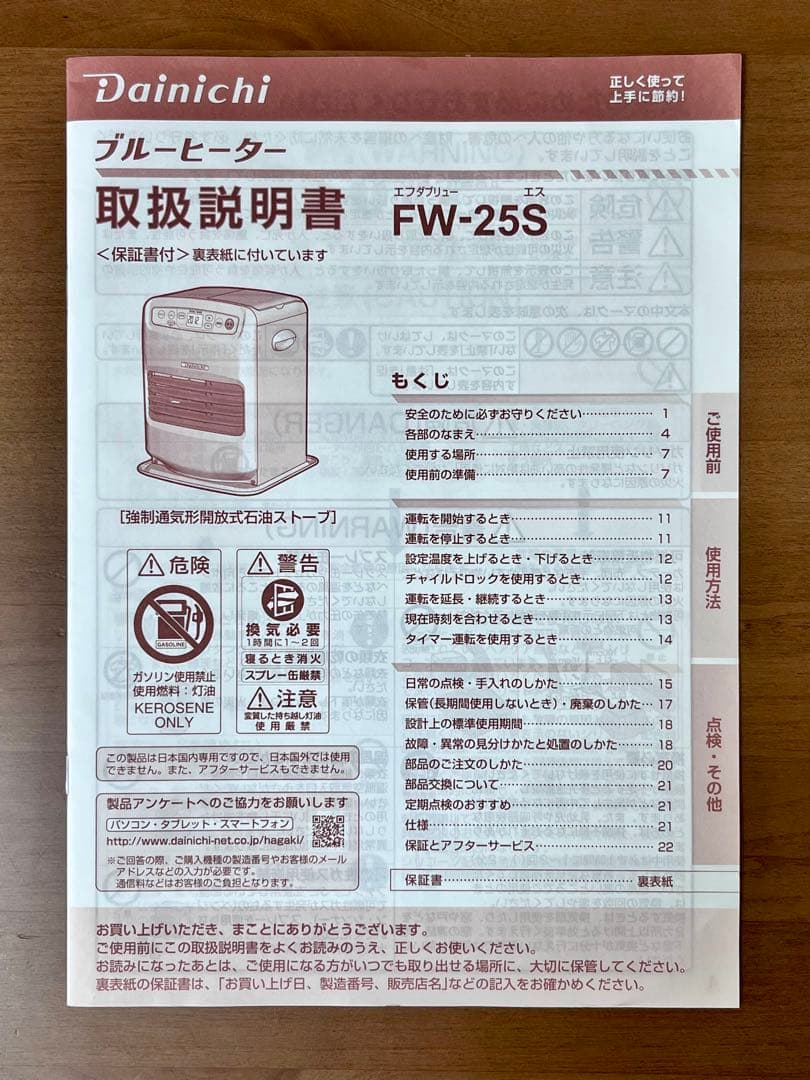 Dainichi
正しく使って
上手に節約!
ブルーヒーター
取扱説明書
エフダブリュー エス
FW-25S
<保証書付>裏表紙に付いています
DAINICHI
[強制通気形開放式石油ストーブ]
危険
GASOLINE
ガソリン使用禁止
使用燃料:灯油
KEROSENE
ONLY
警告
換気必要
1時間に1~2回
寝るとき消火
スプレー缶厳禁
注意
変質した持ち越し灯油
使用厳禁
この製品は日本国内専用ですので、日本国外では使用
できません。また、アフターサービスもできません。
製品アンケートへのご協力をお願いします
パソコン・タブレット・スマートフォン
http://www.dainichi-net.co.jp/hagaki/
※ご回答の際、ご購入機種の製造番号やお客様のメール
アドレスなどの入力が必要です。
通信料などはお客様のご負担となります。
もくじ
安全のために必ずお守りください 1
各部のなまえ 4
使用する場所 7
使用前の準備 7
ご使用前
運転を開始するとき 11
運転を停止するとき 11
設定温度を上げるとき・下げるとき 12
チャイルドロックを使用するとき 12
運転を延長・継続するとき 13
現在時刻を合わせるとき 13
タイマー運転を使用するとき 14
使用方法
日常の点検・手入れのしかた 15
保管(長期間使用しないとき)・廃棄のしかた 17
設計上の標準使用期間 18
故障・異常の見分けかたと処置のしかた 18
部品のご注文のしかた 20
部品交換について 21
定期点検のおすすめ 21
仕様 21
保証とアフターサービス 22
点検・その他
保証書 裏表紙
お買い上げいただき、まことにありがとうございます。
ご使用前にこの取扱説明書をよくお読みのうえ、正しくお使いください。
お読みになったあとは、ご使用になる方がいつでも取り出せる場所に、大切に保管してください。
裏表紙の保証書は、「お買い上げ日、製造番号、販売店名」などの記入をお確かめください。